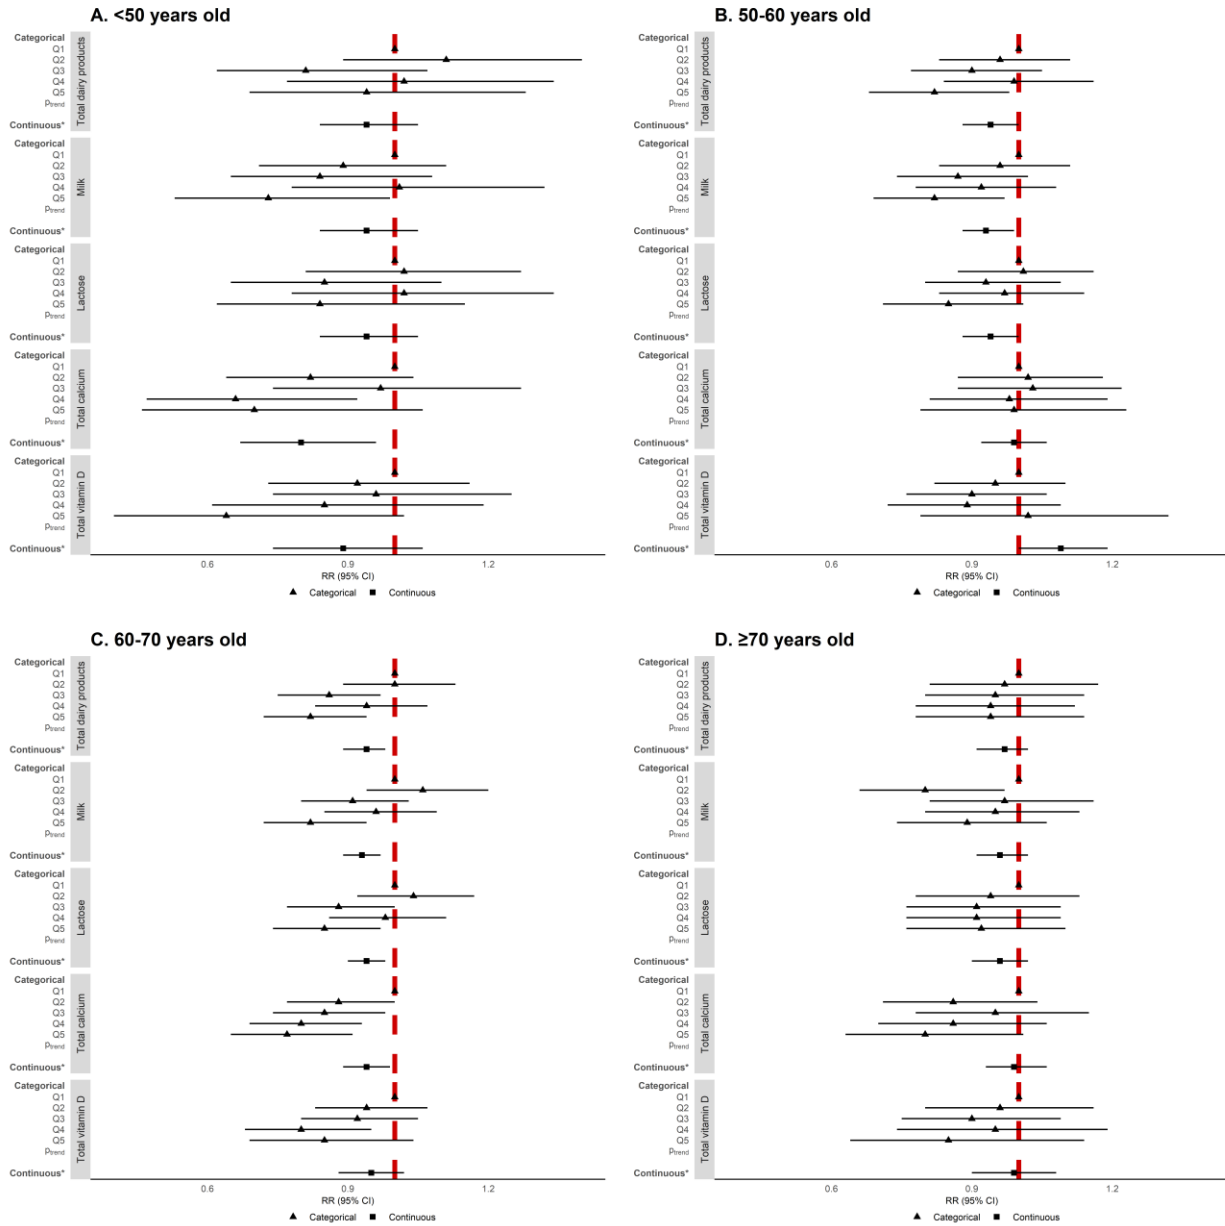 A. <50 years old
Categorical
Q1
Q2
Q3
Q4
Q5
Ptrend
Continuous*
Total dairy products
Categorical
Q1
Q2
Q3
Q4
Q5
Ptrend
Continuous*
Milk
Categorical
Q1
Q2
Q3
Q4
Q5
Ptrend
Continuous*
Lactose
Categorical
Q1
Q2
Q3
Q4
Q5
Ptrend
Continuous*
Total calcium
Categorical
Q1
Q2
Q3
Q4
Q5
Ptrend
Continuous*
Total vitamin D
0.6 0.9 1.2
RR (95% CI)
Categorical Continuous
B. 50-60 years old
Categorical
Q1
Q2
Q3
Q4
Q5
Ptrend
Continuous*
Total dairy products
Categorical
Q1
Q2
Q3
Q4
Q5
Ptrend
Continuous*
Milk
Categorical
Q1
Q2
Q3
Q4
Q5
Ptrend
Continuous*
Lactose
Categorical
Q1
Q2
Q3
Q4
Q5
Ptrend
Continuous*
Total calcium
Categorical
Q1
Q2
Q3
Q4
Q5
Ptrend
Continuous*
Total vitamin D
0.6 0.9 1.2
RR (95% CI)
Categorical Continuous
C. 60-70 years old
Categorical
Q1
Q2
Q3
Q4
Q5
Ptrend
Continuous*
Total dairy products
Categorical
Q1
Q2
Q3
Q4
Q5
Ptrend
Continuous*
Milk
Categorical
Q1
Q2
Q3
Q4
Q5
Ptrend
Continuous*
Lactose
Categorical
Q1
Q2
Q3
Q4
Q5
Ptrend
Continuous*
Total calcium
Categorical
Q1
Q2
Q3
Q4
Q5
Ptrend
Continuous*
Total vitamin D
0.6 0.9 1.2
RR (95% CI)
Categorical Continuous
D. ≥70 years old
Categorical
Q1
Q2
Q3
Q4
Q5
Ptrend
Continuous*
Total dairy products
Categorical
Q1
Q2
Q3
Q4
Q5
Ptrend
Continuous*
Milk
Categorical
Q1
Q2
Q3
Q4
Q5
Ptrend
Continuous*
Lactose
Categorical
Q1
Q2
Q3
Q4
Q5
Ptrend
Continuous*
Total calcium
Categorical
Q1
Q2
Q3
Q4
Q5
Ptrend
Continuous*
Total vitamin D
0.6 0.9 1.2
RR (95% CI)
Categorical Continuous